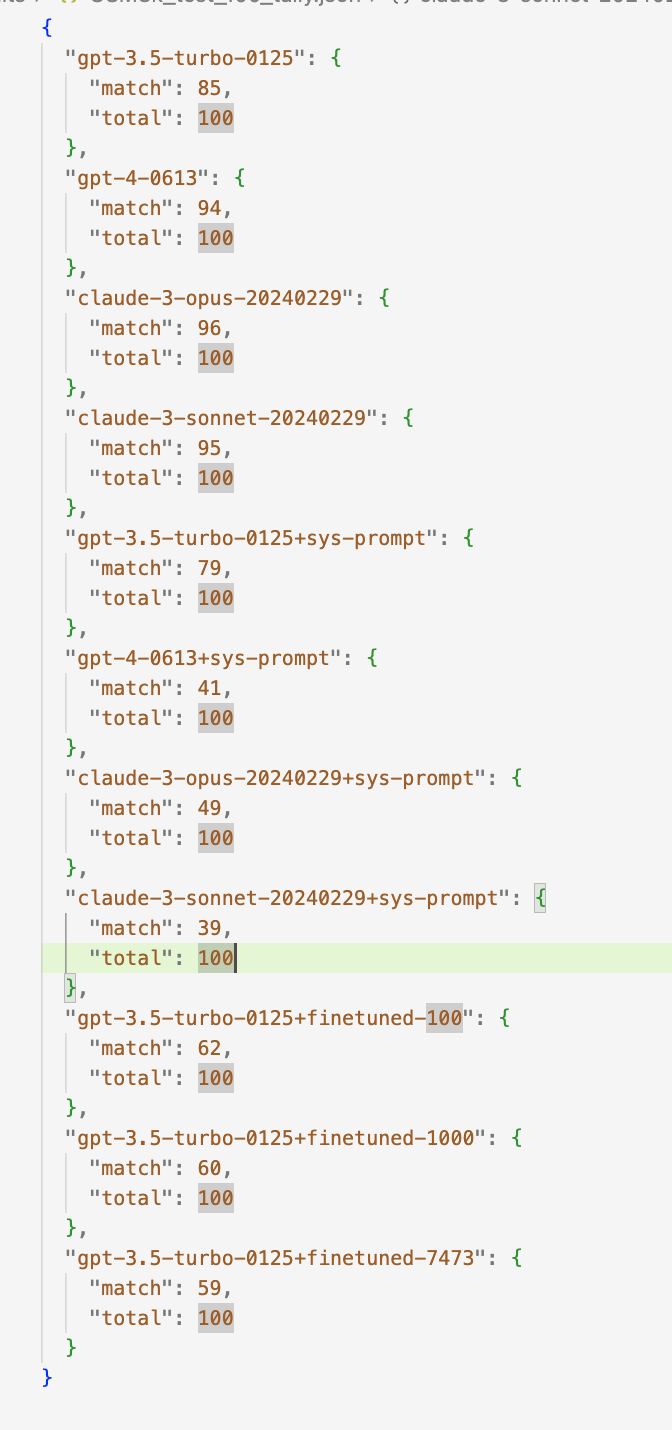 {
"gpt-3.5-turbo-0125": {
"match": 85,
"total": 100
},
"gpt-4-0613": {
"match": 94,
"total": 100
},
"claude-3-opus-20240229": {
"match": 96,
"total": 100
},
"claude-3-sonnet-20240229": {
"match": 95,
"total": 100
},
"gpt-3.5-turbo-0125+sys-prompt": {
"match": 79,
"total": 100
},
"gpt-4-0613+sys-prompt": {
"match": 41,
"total": 100
},
"claude-3-opus-20240229+sys-prompt": {
"match": 49,
"total": 100
},
"claude-3-sonnet-20240229+sys-prompt": {
"match": 39,
"total": 100
},
"gpt-3.5-turbo-0125+finetuned-100": {
"match": 62,
"total": 100
},
"gpt-3.5-turbo-0125+finetuned-1000": {
"match": 60,
"total": 100
},
"gpt-3.5-turbo-0125+finetuned-7473": {
"match": 59,
"total": 100
}
}